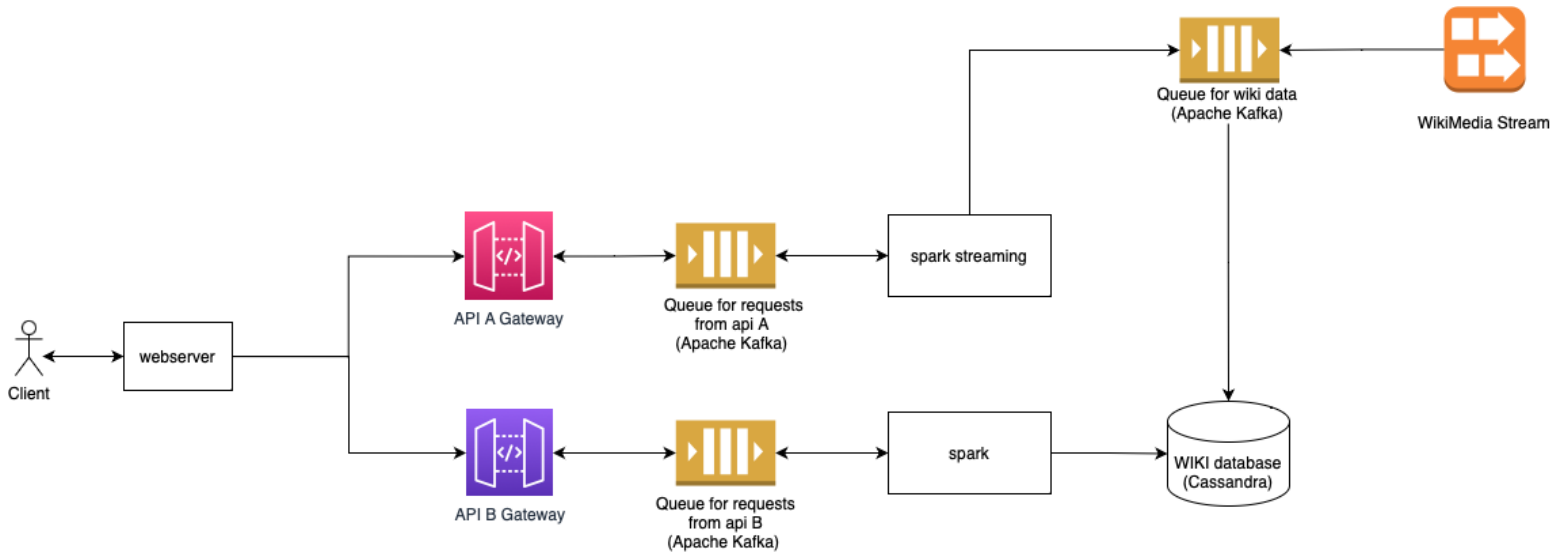 Queue for wiki data
(Apache Kafka)
WikiMedia Stream
</>
API A Gateway
Queue for requests
from api A
(Apache Kafka)
spark streaming
Client
webserver
</>
API B Gateway
Queue for requests
from api B
(Apache Kafka)
spark
WIKI database
(Cassandra)